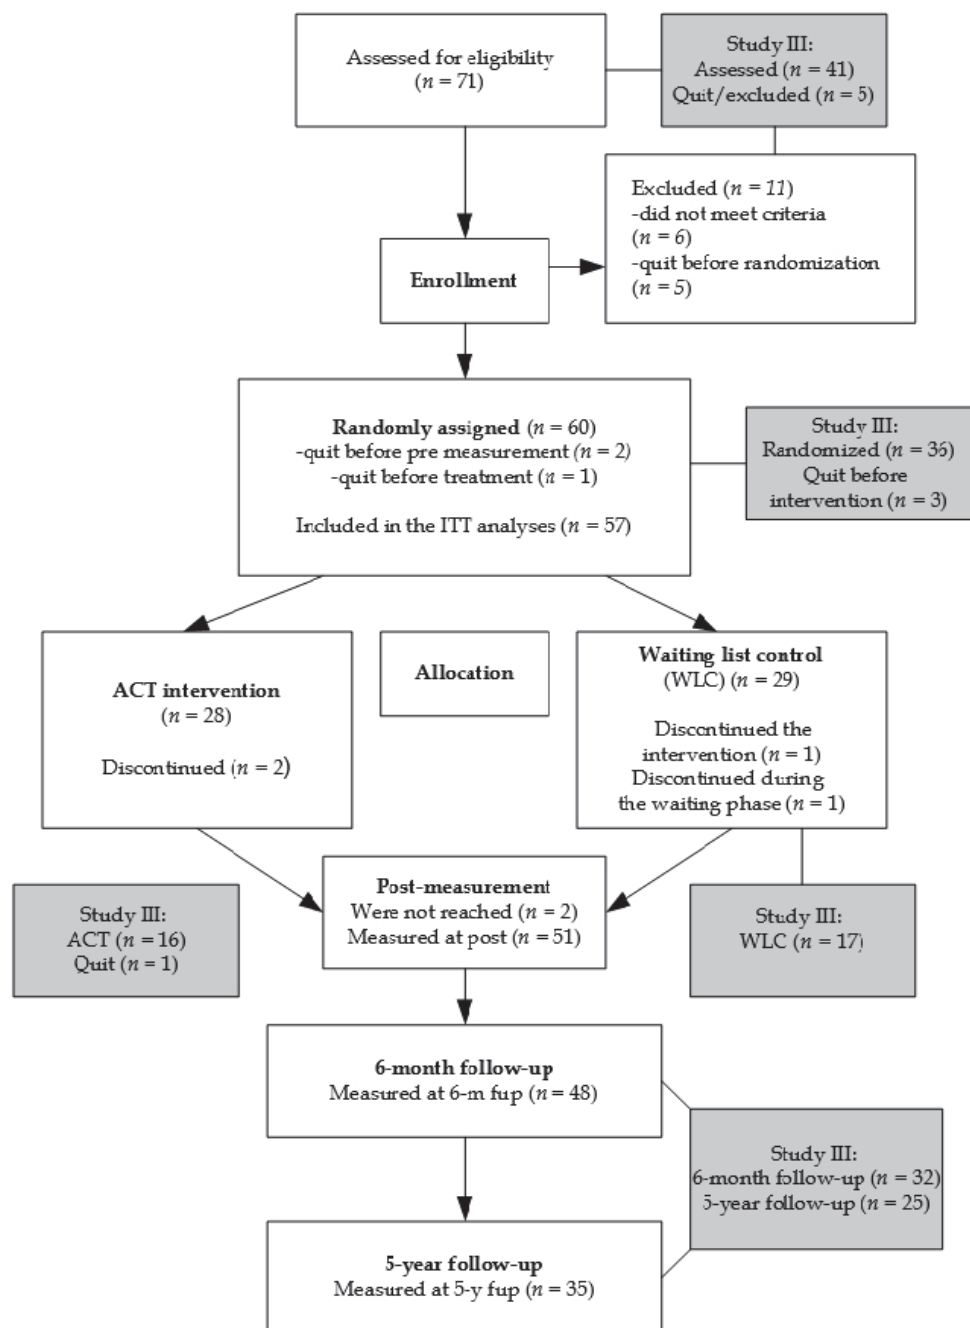 Assessed for eligibility
(n = 71)
Study III:
Assessed (n = 41)
Quit/excluded (n = 5)
Excluded (n = 11)
-did not meet criteria
(n = 6)
-quit before randomization
(n = 5)
Enrollment
Randomly assigned (n = 60)
-quit before pre measurement (n = 2)
-quit before treatment (n = 1)
Included in the ITT analyses (n = 57)
Study III:
Randomized (n = 36)
Quit before
intervention (n = 3)
ACT intervention
(n = 28)
Discontinued (n = 2)
Allocation
Waiting list control
(WLC) (n = 29)
Discontinued the
intervention (n = 1)
Discontinued during
the waiting phase (n = 1)
Study III:
ACT (n = 16)
Quit (n = 1)
Post-measurement
Were not reached (n = 2)
Measured at post (n = 51)
Study III:
WLC (n = 17)
6-month follow-up
Measured at 6-m fup (n = 48)
Study III:
6-month follow-up (n = 32)
5-year follow-up (n = 25)
5-year follow-up
Measured at 5-y fup (n = 35)